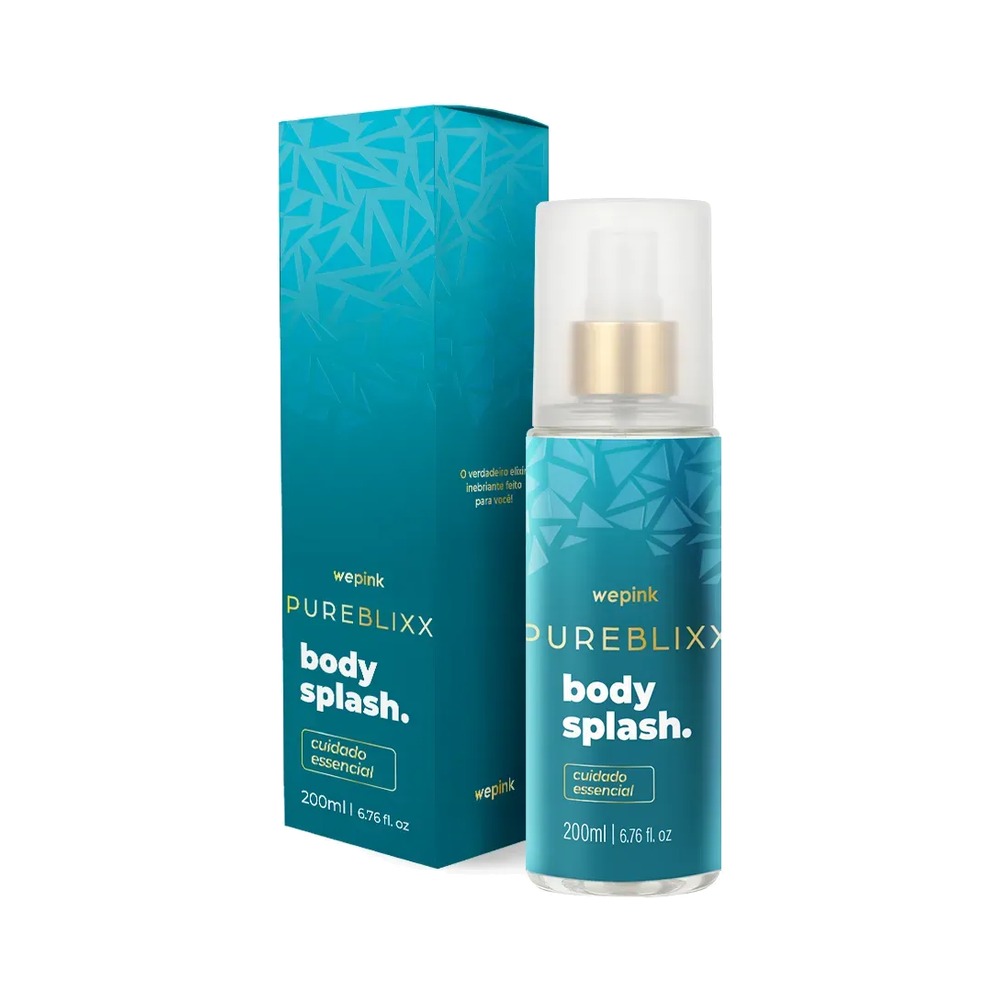 O verdadeiro elixir
inebriante feito
para você!
wepink
PUREBLIXX
body
splash.
cuidado
essencial
200ml | 6.76 fl. oz
wepink
wepink
PUREBLIXX
body
splash.
cuidado
essencial
200ml | 6.76 fl. oz